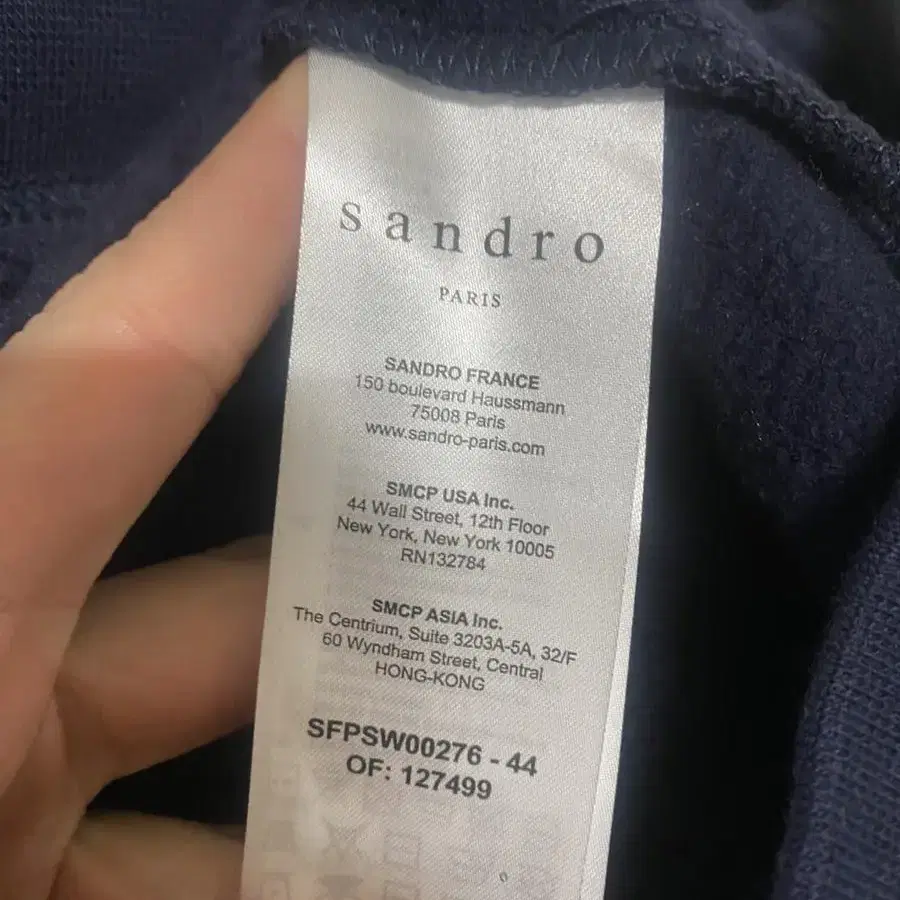 sandro
PARIS
SANDRO FRANCE
150 boulevard Haussmann
75008 Paris
www.sandro-paris.com
SMCP USA Inc.
44 Wall Street, 12th Floor
New York, New York 10005
RN132784
SMCP ASIA Inc.
The Centrium, Suite 3203A-5A, 32/F
60 Wyndham Street, Central
HONG-KONG
SFPSW00276 - 44
OF: 127499